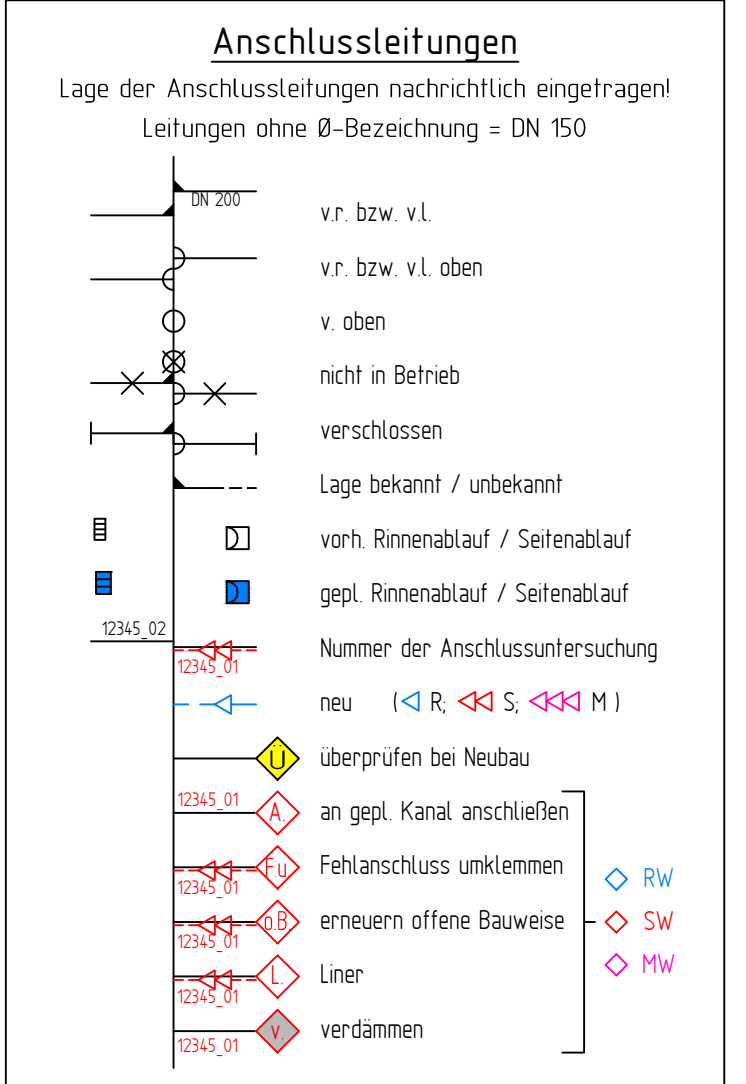 Anschlussleitungen
Lage der Anschlussleitungen nachrichtlich eingetragen!
Leitungen ohne Ø-Bezeichnung = DN 150
DN 200
v.r. bzw. v.l.
v.r. bzw. v.l. oben
v. oben
nicht in Betrieb
verschlossen
Lage bekannt / unbekannt
vorh. Rinnenablauf / Seitenablauf
gepl. Rinnenablauf / Seitenablauf
12345_02
12345_01 Nummer der Anschlussuntersuchung
neu ( R; S; M )
Ü überprüfen bei Neubau
12345_01 A. an gepl. Kanal anschließen
12345_01 F.u Fehlanschluss umklemmen
RW
12345_01 o.B. erneuern offene Bauweise
SW
12345_01 L. Liner
MW
12345_01 v. verdämmen